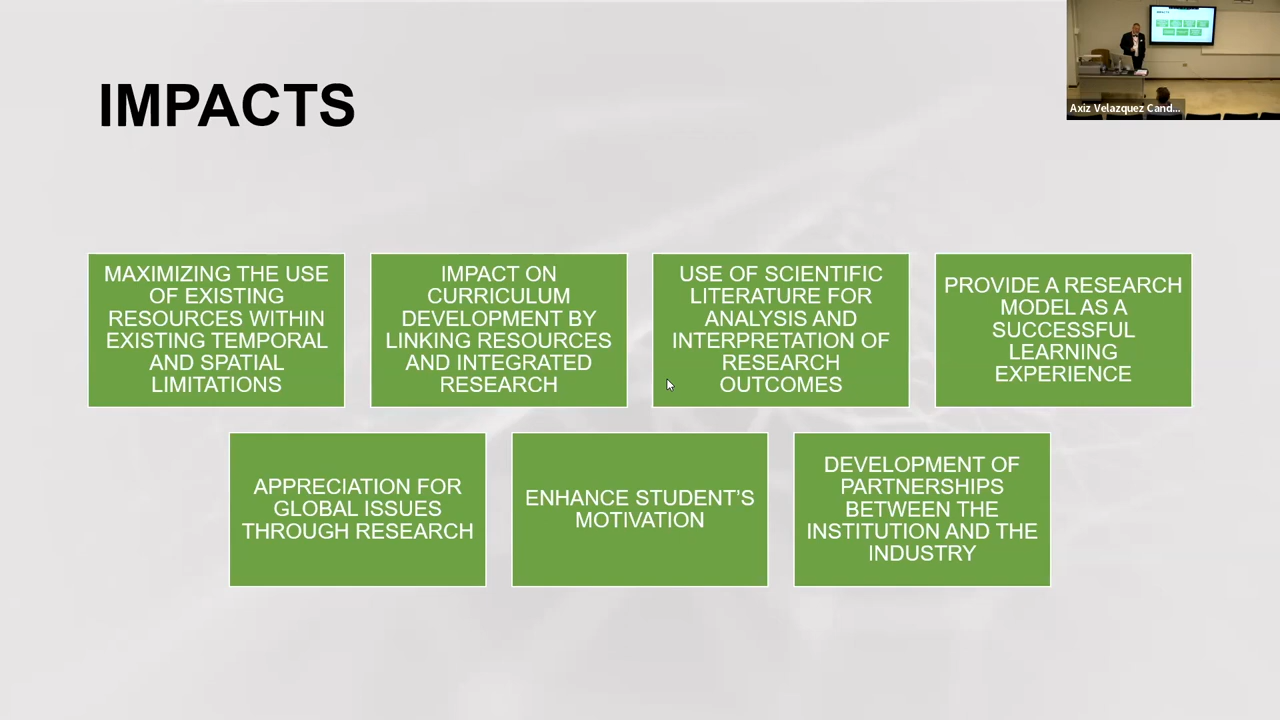 IMPACTS
Axiz Velazquez Cand...
MAXIMIZING THE USE
OF EXISTING
RESOURCES WITHIN
EXISTING TEMPORAL
AND SPATIAL
LIMITATIONS
IMPACT ON
CURRICULUM
DEVELOPMENT BY
LINKING RESOURCES
AND INTEGRATED
RESEARCH
USE OF SCIENTIFIC
LITERATURE FOR
ANALYSIS AND
INTERPRETATION OF
RESEARCH
OUTCOMES
PROVIDE A RESEARCH
MODEL AS A
SUCCESSFUL
LEARNING
EXPERIENCE
APPRECIATION FOR
GLOBAL ISSUES
THROUGH RESEARCH
ENHANCE STUDENT’S
MOTIVATION
DEVELOPMENT OF
PARTNERSHIPS
BETWEEN THE
INSTITUTION AND THE
INDUSTRY